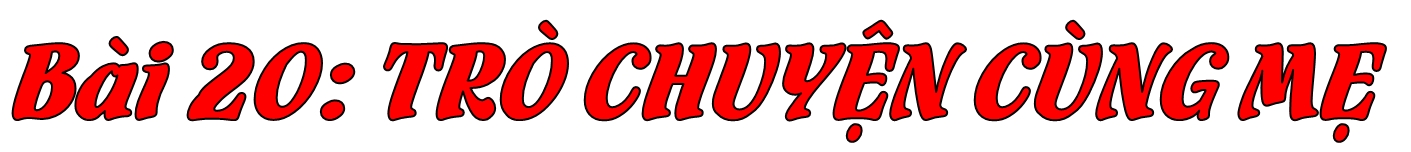 Bài 20: TRÒ CHUYỆN CÙNG MẸ